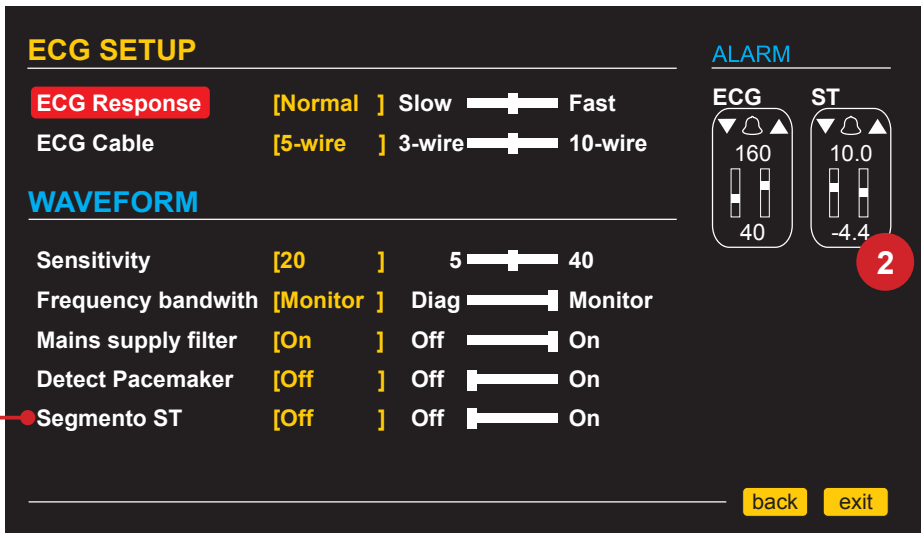 ECG SETUP
ECG Response [Normal ] Slow Fast
ECG Cable [5-wire ] 3-wire 10-wire
WAVEFORM
Sensitivity [20 ] 5 40
Frequency bandwith [Monitor ] Diag Monitor
Mains supply filter [On ] Off On
Detect Pacemaker [Off ] Off On
Segmento ST [Off ] Off On
ALARM
ECG ST
160 10.0
40 -4.4
2
back exit